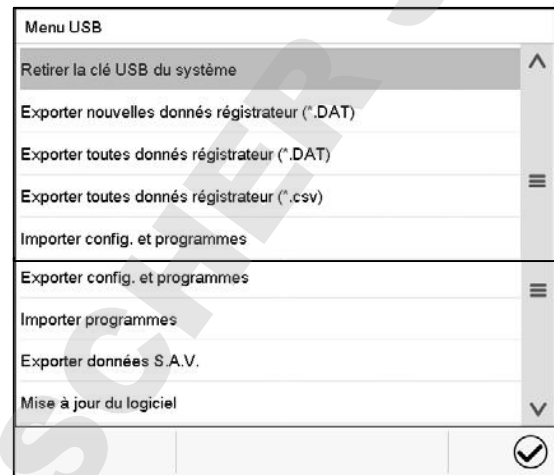 Menu USB
Retirer la clé USB du système
Exporter nouvelles donnés régistrateur (*.DAT)
Exporter toutes donnés régistrateur (*.DAT)
Exporter toutes donnés régistrateur (*.csv)
Importer config. et programmes
Exporter config. et programmes
Importer programmes
Exporter données S.A.V.
Mise à jour du logiciel
SCHER